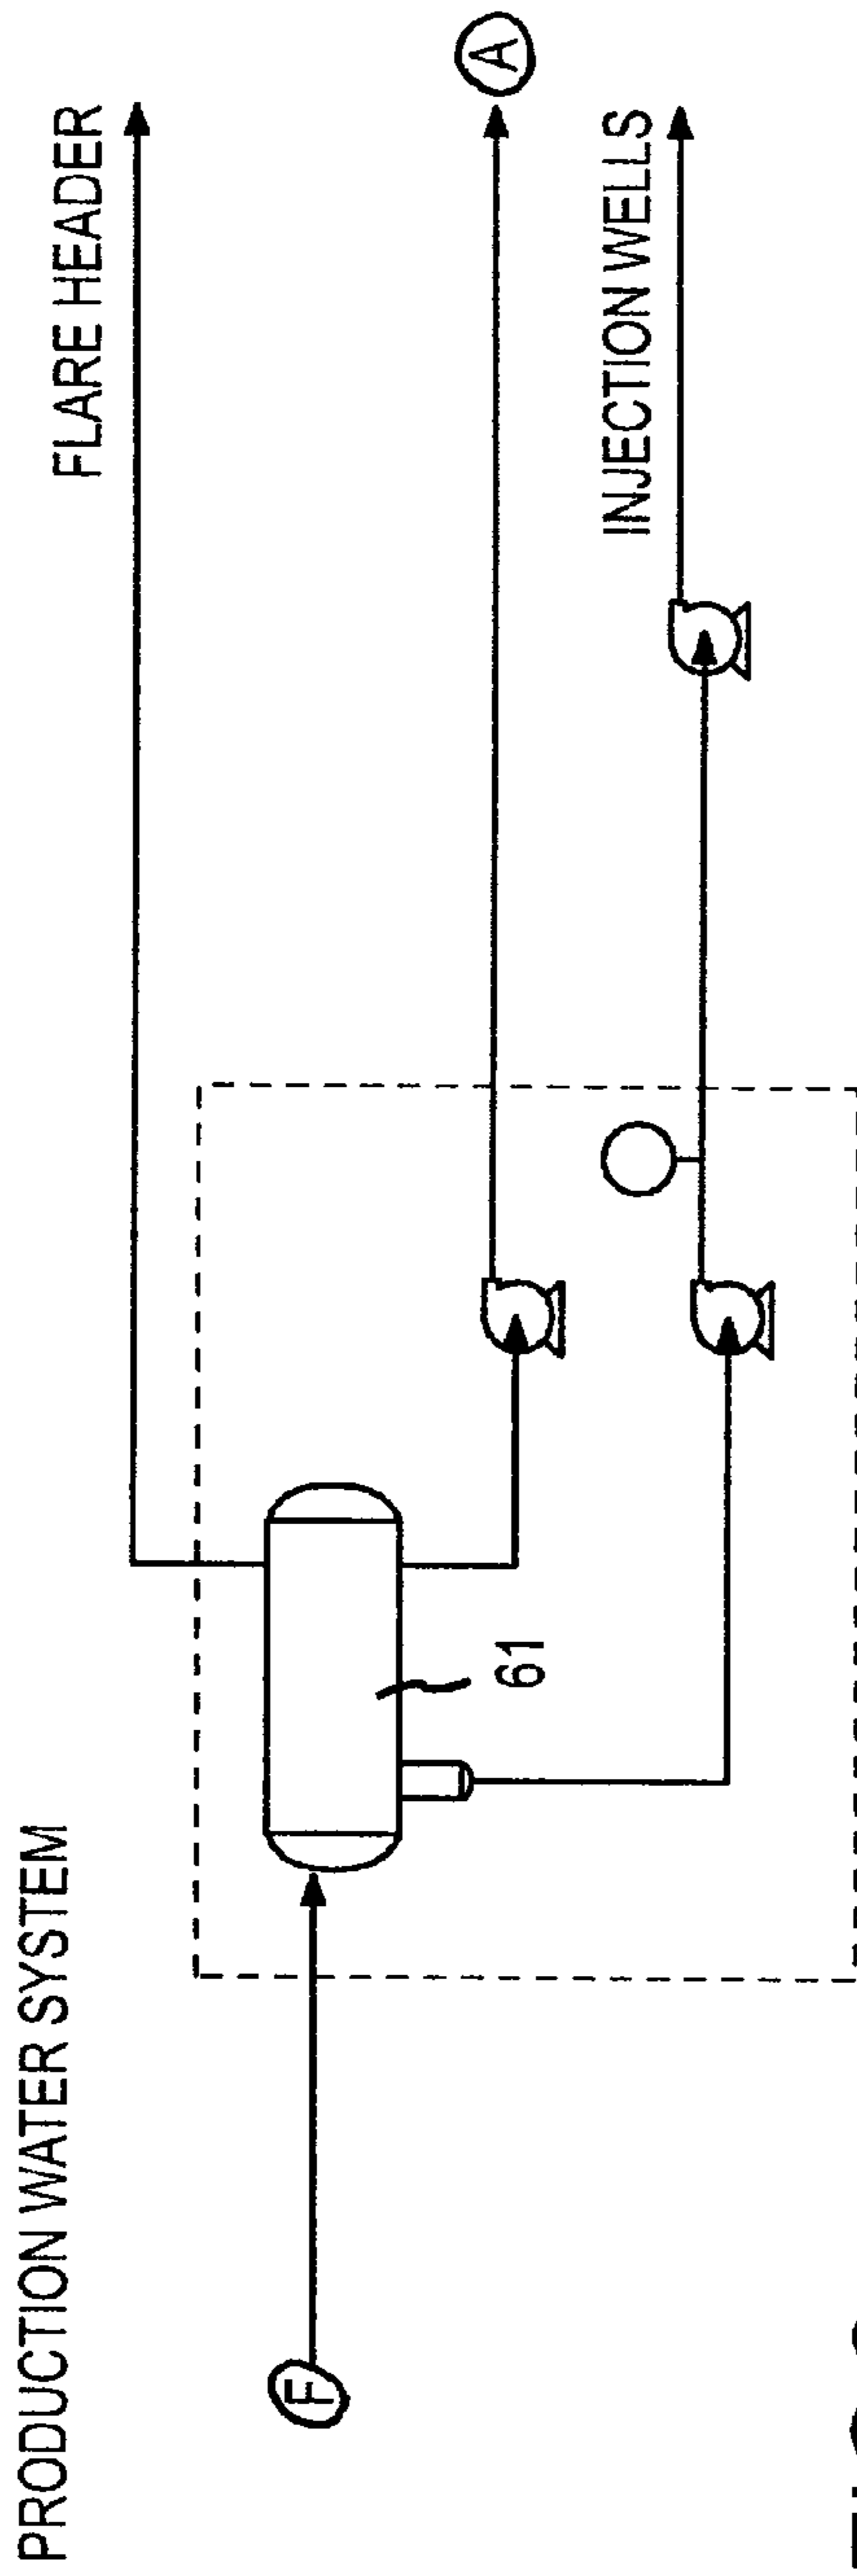 PRODUCTION WATER SYSTEM
FLARE HEADER
F
61
A
INJECTION WELLS